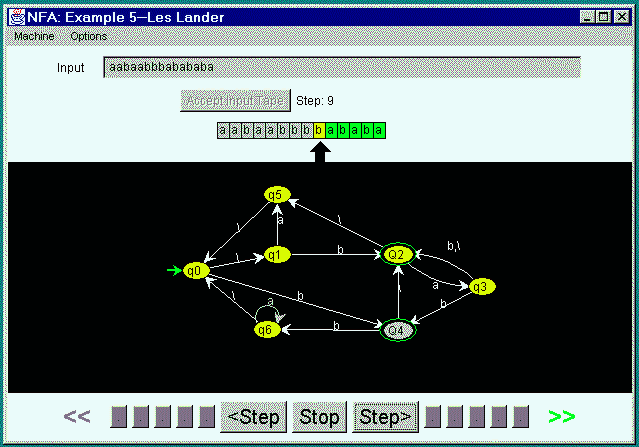 NFA: Example 5--Les Lander
Machine Options
Input aabaabbbabababa
Accept Input Tape Step: 9
a a b a a b b b b a b a b a
q5
\ a \
q1 b Q2 b,\
q0 \ a q3
b \ b
a
\ q6 b Q4
<< <Step Stop Step> >>